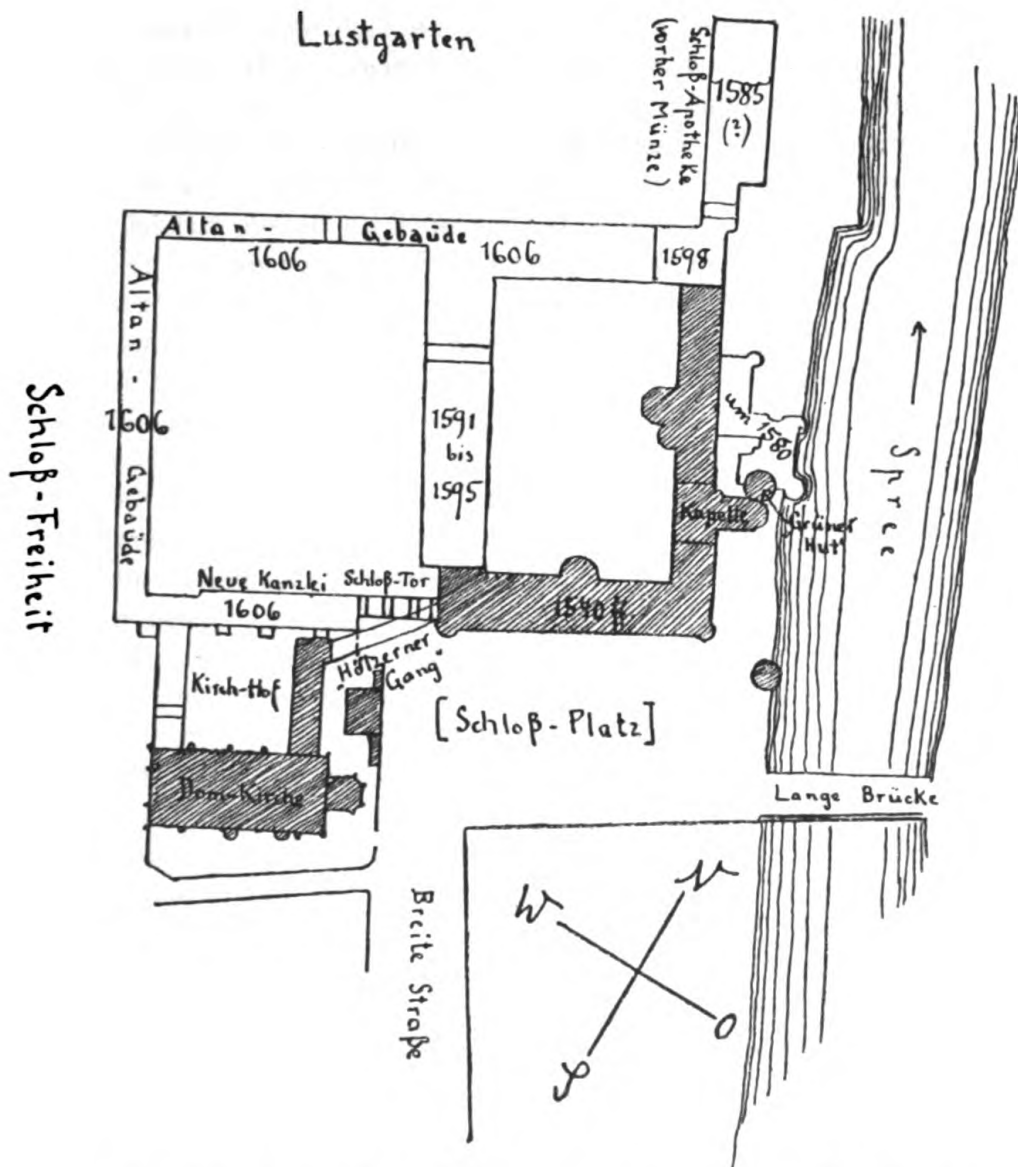 Lustgarten
Schloß-Apotheke
(vorher Münze)
1585
(?)
Altan-
Gebaüde
1606
1606
1598
Altan-
Gebaüde
1606
Schloß-Freiheit
1591
bis
1595
um 1580
Spree
Kapelle
"Grüner
Hut"
Neue Kanzlei
Schloß-Tor
1606
1540 ff
"Hölzerner
Gang"
Kirch-Hof
[Schloß-Platz]
Dom-Kirche
Lange Brücke
Breite Straße
N
W
O
S